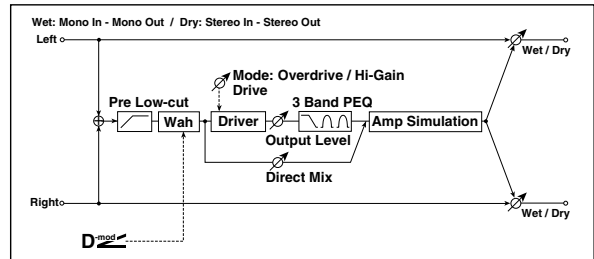 Wet: Mono In - Mono Out / Dry: Stereo In - Stereo Out
Left
Wet / Dry
Mode: Overdrive / Hi-Gain
Drive
Pre Low-cut
3 Band PEQ
Wah
Driver
Amp Simulation
Output Level
Direct Mix
Right
Wet / Dry
D-mod